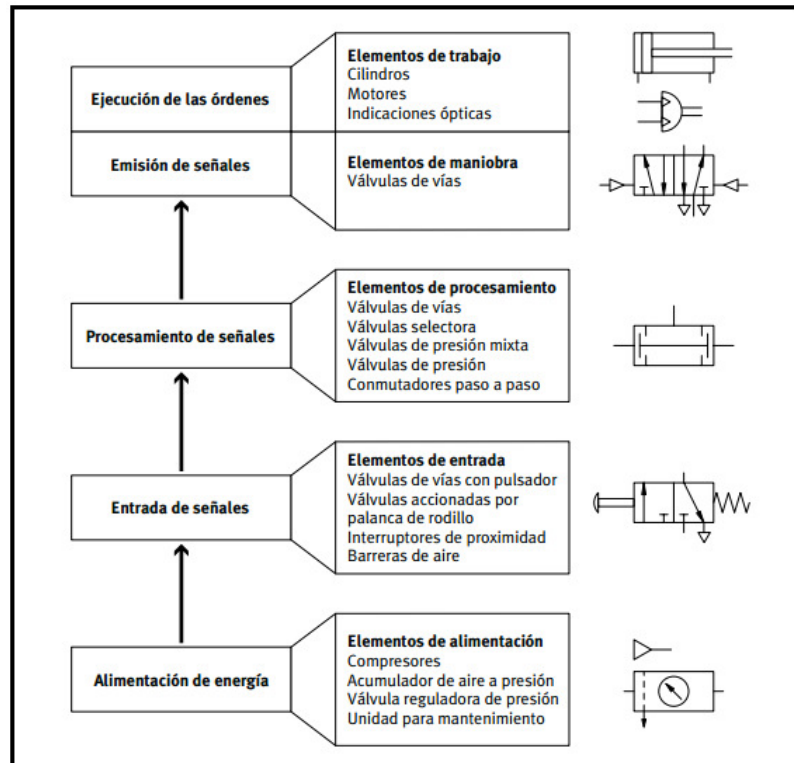 Ejecución de las órdenes
Elementos de trabajo
Cilindros
Motores
Indicaciones ópticas
Emisión de señales
Elementos de maniobra
Válvulas de vías
Procesamiento de señales
Elementos de procesamiento
Válvulas de vías
Válvulas selectora
Válvulas de presión mixta
Válvulas de presión
Conmutadores paso a paso
Entrada de señales
Elementos de entrada
Válvulas de vías con pulsador
Válvulas accionadas por
palanca de rodillo
Interruptores de proximidad
Barreras de aire
Alimentación de energía
Elementos de alimentación
Compresores
Acumulador de aire a presión
Válvula reguladora de presión
Unidad para mantenimiento